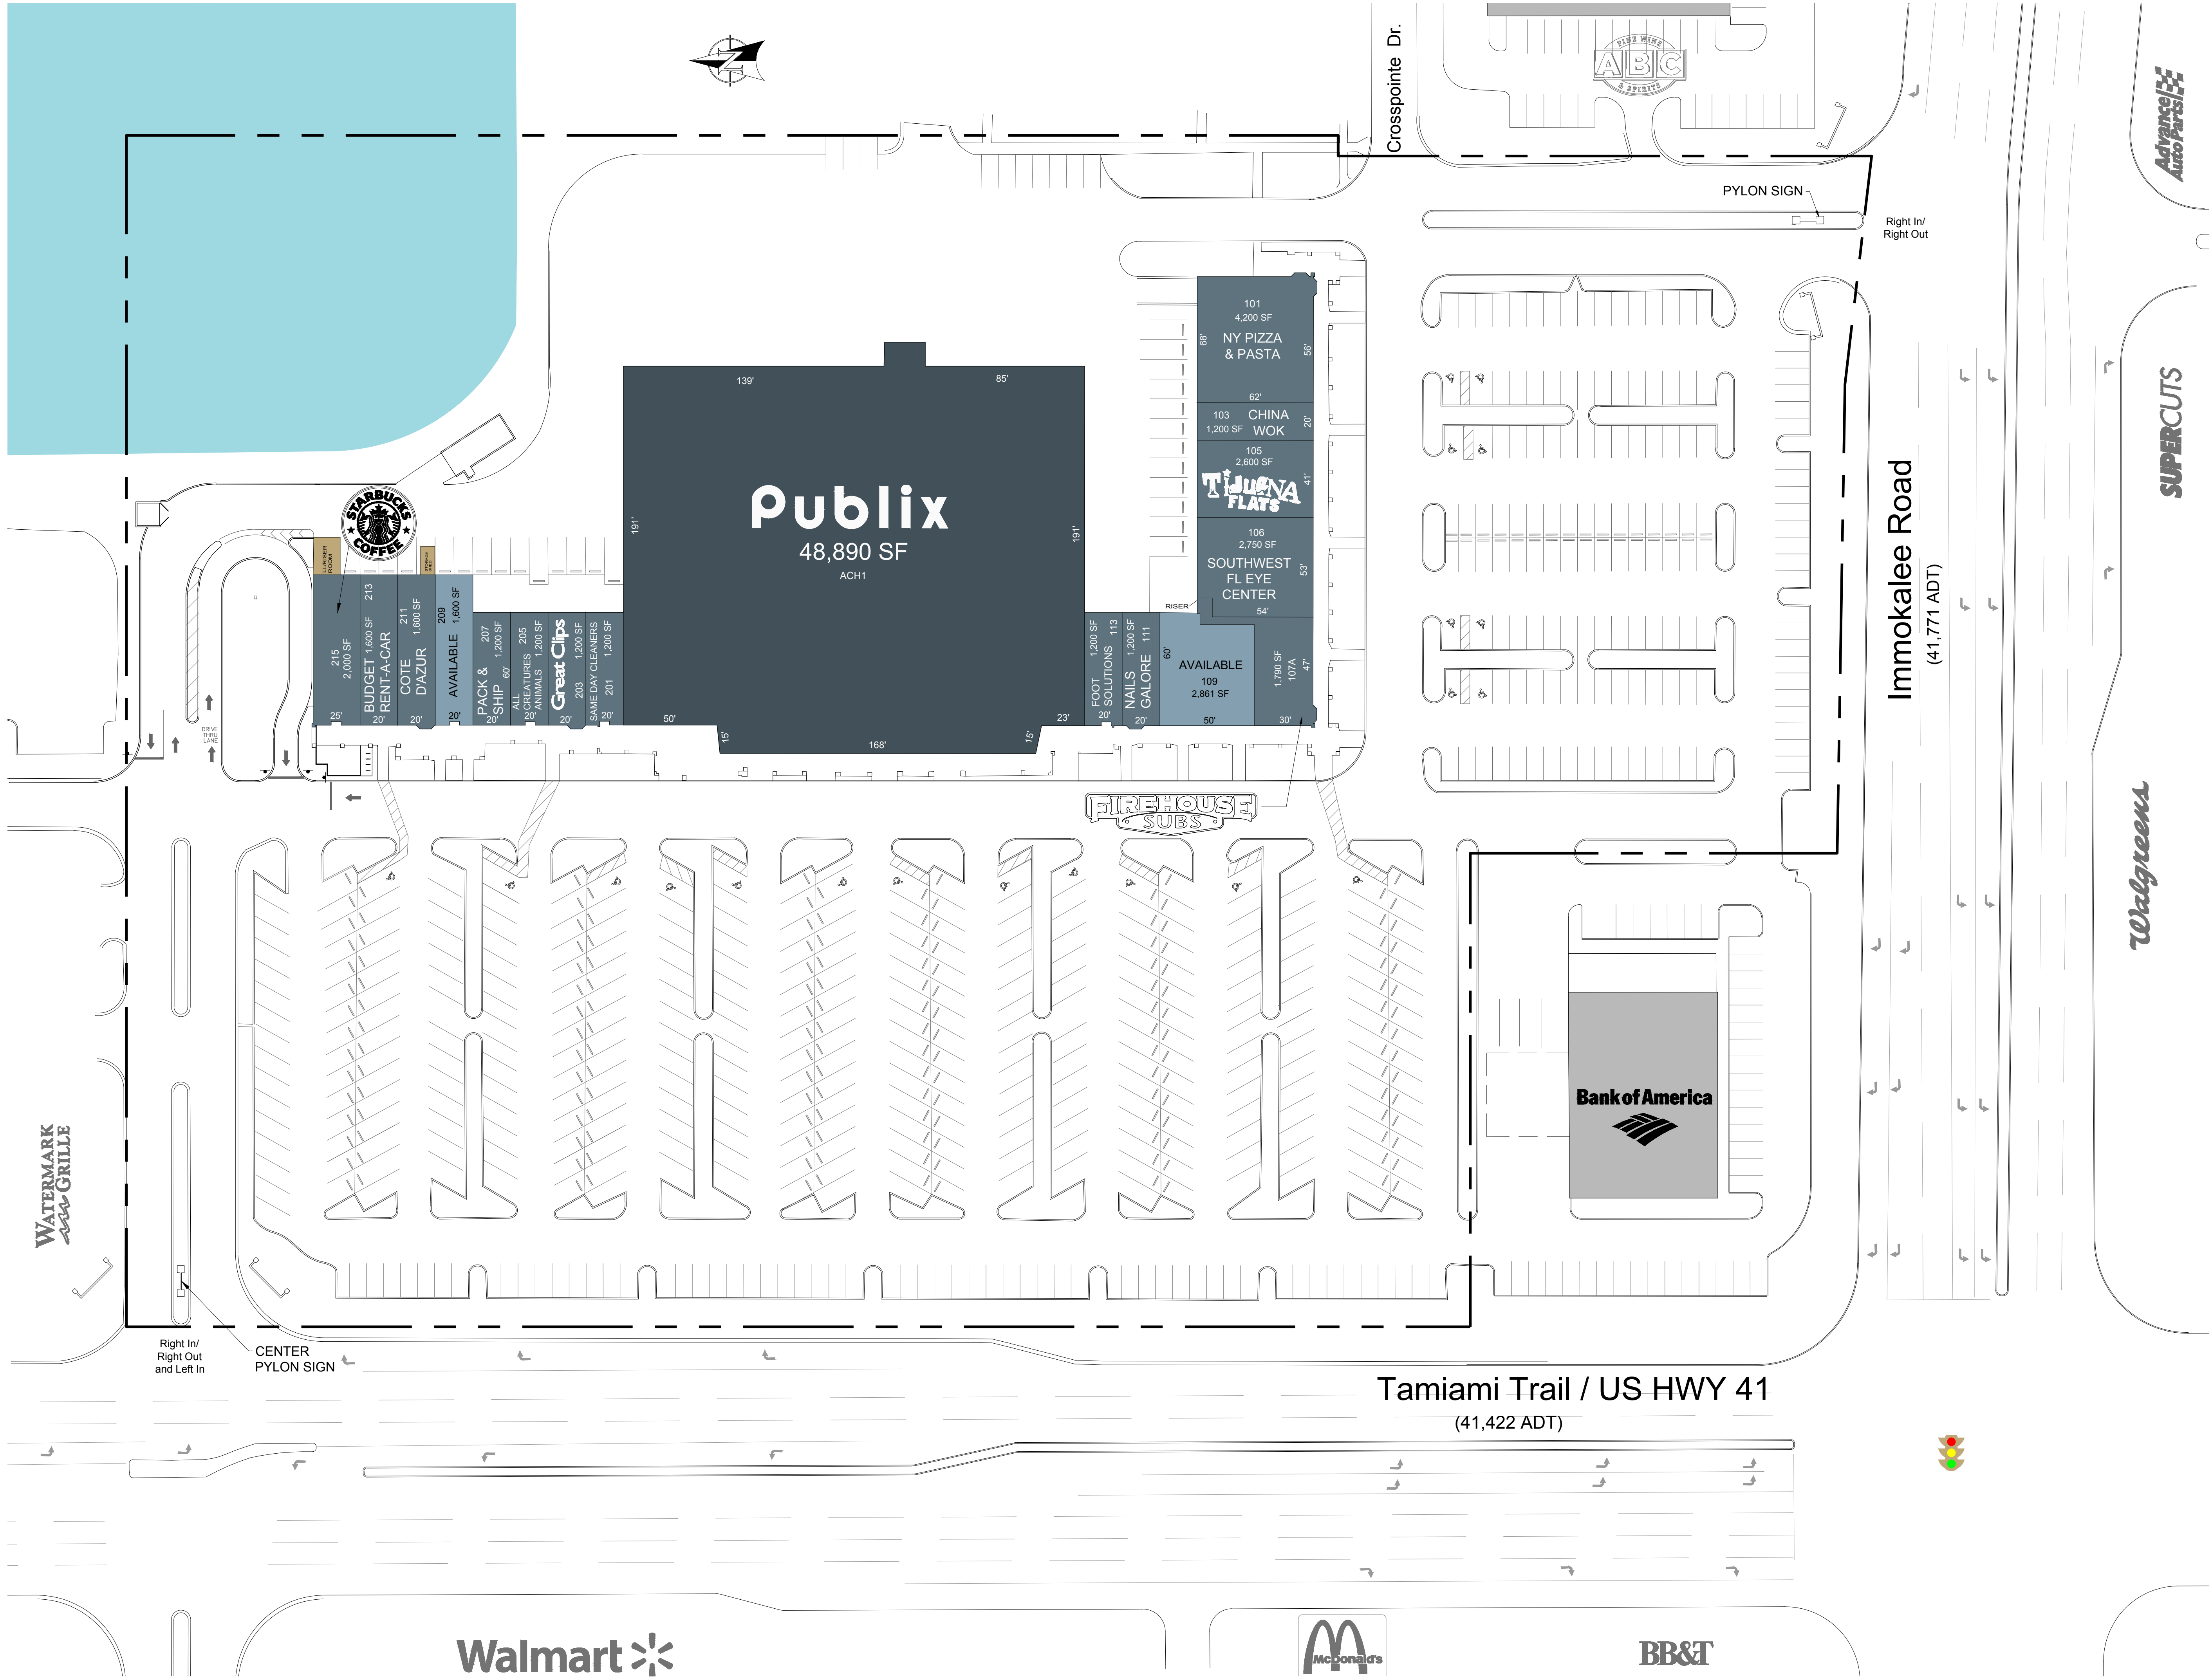 N
Crosspointe Dr.
FINE WINE
ABC
& SPIRITS
Advance
Auto Parts
PYLON SIGN
Right In/
Right Out
101
4,200 SF
NY PIZZA
& PASTA
68'
56'
62'
103
1,200 SF
CHINA
WOK
20'
105
2,600 SF
TIJUANA
FLATS
41'
106
2,750 SF
SOUTHWEST
FL EYE
CENTER
53'
54'
RISER
139'
85'
191'
191'
Publix
48,890 SF
ACH1
50'
23'
15'
15'
168'
STARBUCKS
COFFEE
LL/RISER
ROOM
STORAGE
SHED
215
2,000 SF
25'
BUDGET
RENT-A-CAR
1,600 SF
213
20'
COTE
D'AZUR
211
1,600 SF
20'
209
AVAILABLE
1,600 SF
20'
PACK &
SHIP
207
1,200 SF
60'
20'
ALL
CREATURES
ANIMALS
205
1,200 SF
20'
Great Clips
203
1,200 SF
20'
SAME DAY CLEANERS
201
1,200 SF
20'
FOOT
SOLUTIONS
1,200 SF
113
20'
NAILS
GALORE
1,200 SF
111
20'
60'
AVAILABLE
109
2,861 SF
50'
1,790 SF
107A
47'
30'
FIREHOUSE
SUBS
DRIVE
THRU
LANE
Immokalee Road
(41,771 ADT)
SUPERCUTS
Walgreens
Bank of America
WATERMARK
GRILLE
Right In/
Right Out
and Left In
CENTER
PYLON SIGN
Tamiami Trail / US HWY 41
(41,422 ADT)
Walmart
McDonald's
BB&T